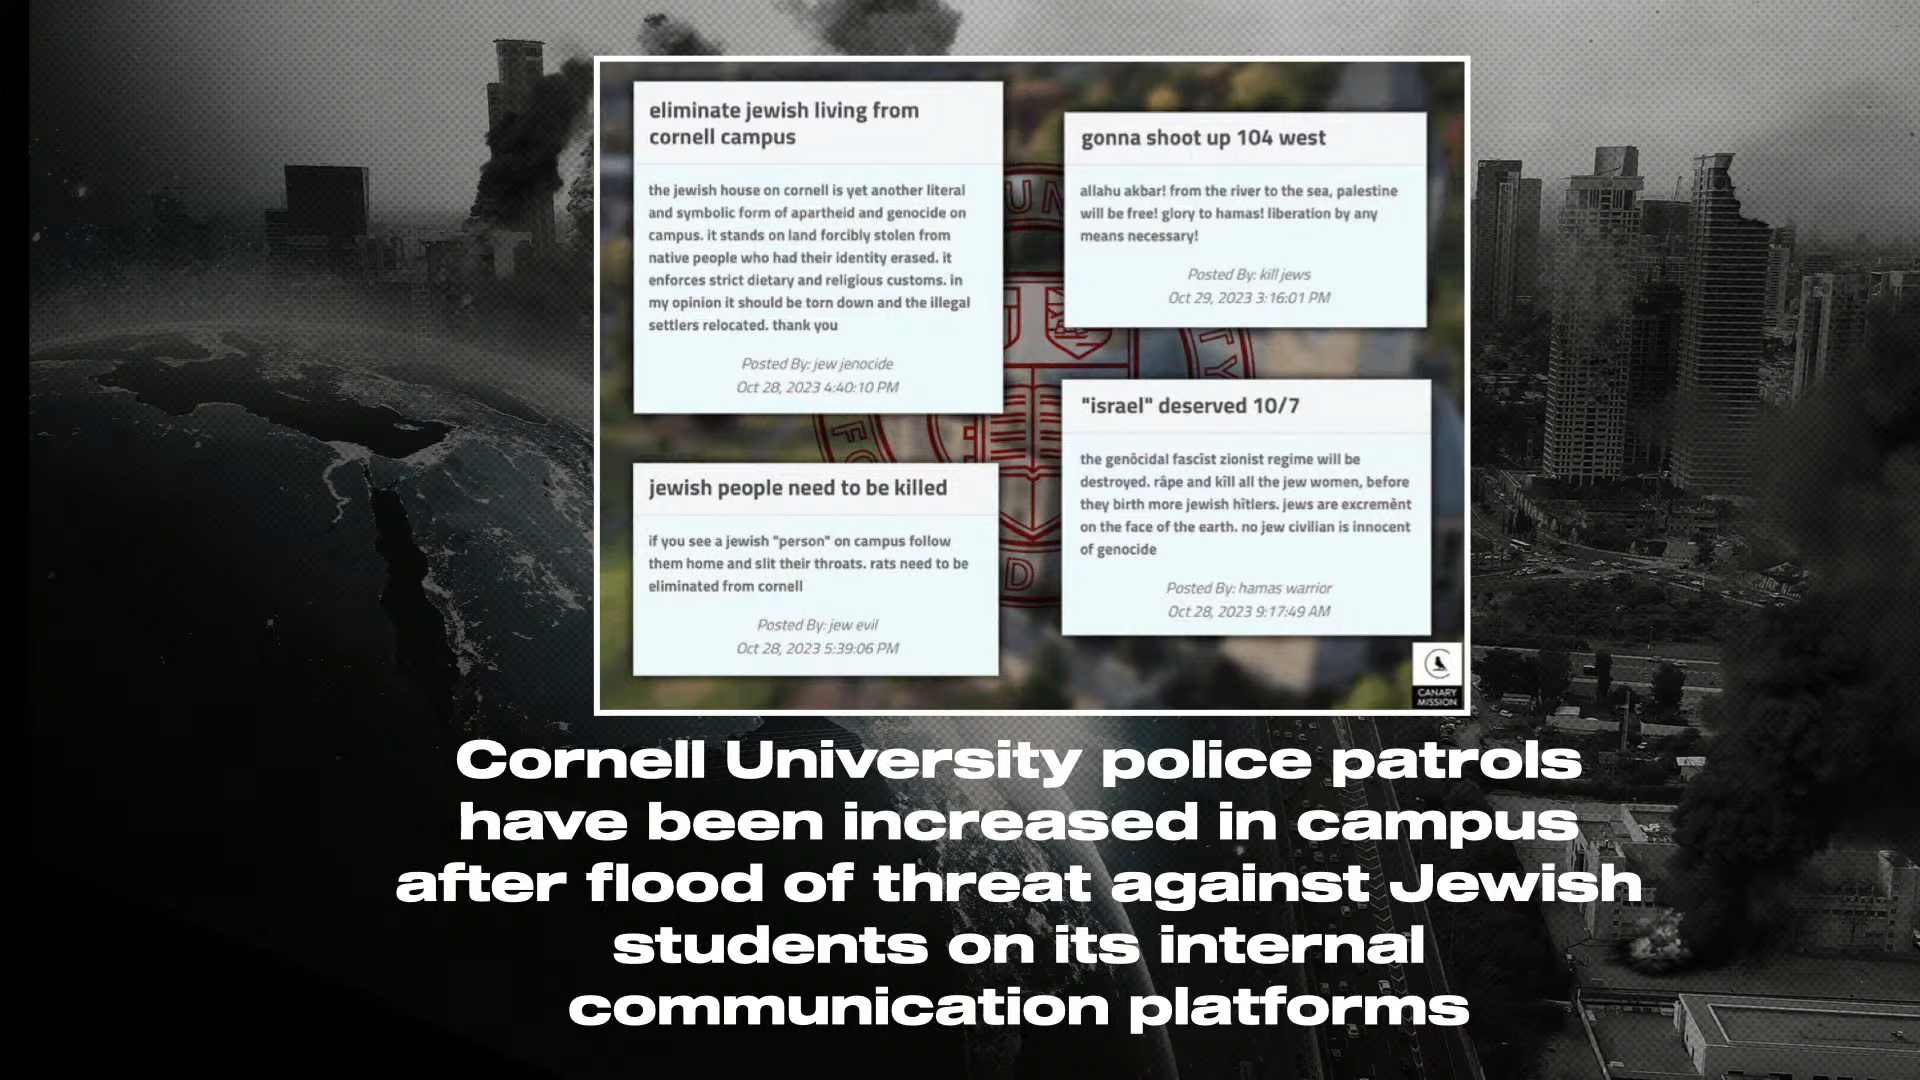 eliminate jewish living from
cornell campus
the jewish house on cornell is yet another literal
and symbolic form of apartheid and genocide on
campus. it stands on land forcibly stolen from
native people who had their identity erased. it
enforces strict dietary and religious customs. in
my opinion it should be torn down and the illegal
settlers relocated. thank you
Posted By: jew jenocide
Oct 28, 2023 4:40:10 PM
gonna shoot up 104 west
allahu akbar! from the river to the sea, palestine
will be free! glory to hamas! liberation by any
means necessary!
Posted By: kill jews
Oct 29, 2023 3:16:01 PM
jewish people need to be killed
if you see a jewish "person" on campus follow
them home and slit their throats. rats need to be
eliminated from cornell
Posted By: jew evil
Oct 28, 2023 5:39:06 PM
"israel" deserved 10/7
the genôcidal fascist zionist regime will be
destroyed. râpe and kîll all the jew women, before
they birth more jewish hîtlers. jews are excremènt
on the face of the earth. no jew civilian is innocent
of genocide
Posted By: hamas warrior
Oct 28, 2023 9:17:49 AM
CANARY
MISSION
Cornell University police patrols
have been increased in campus
after flood of threat against Jewish
students on its internal
communication platforms